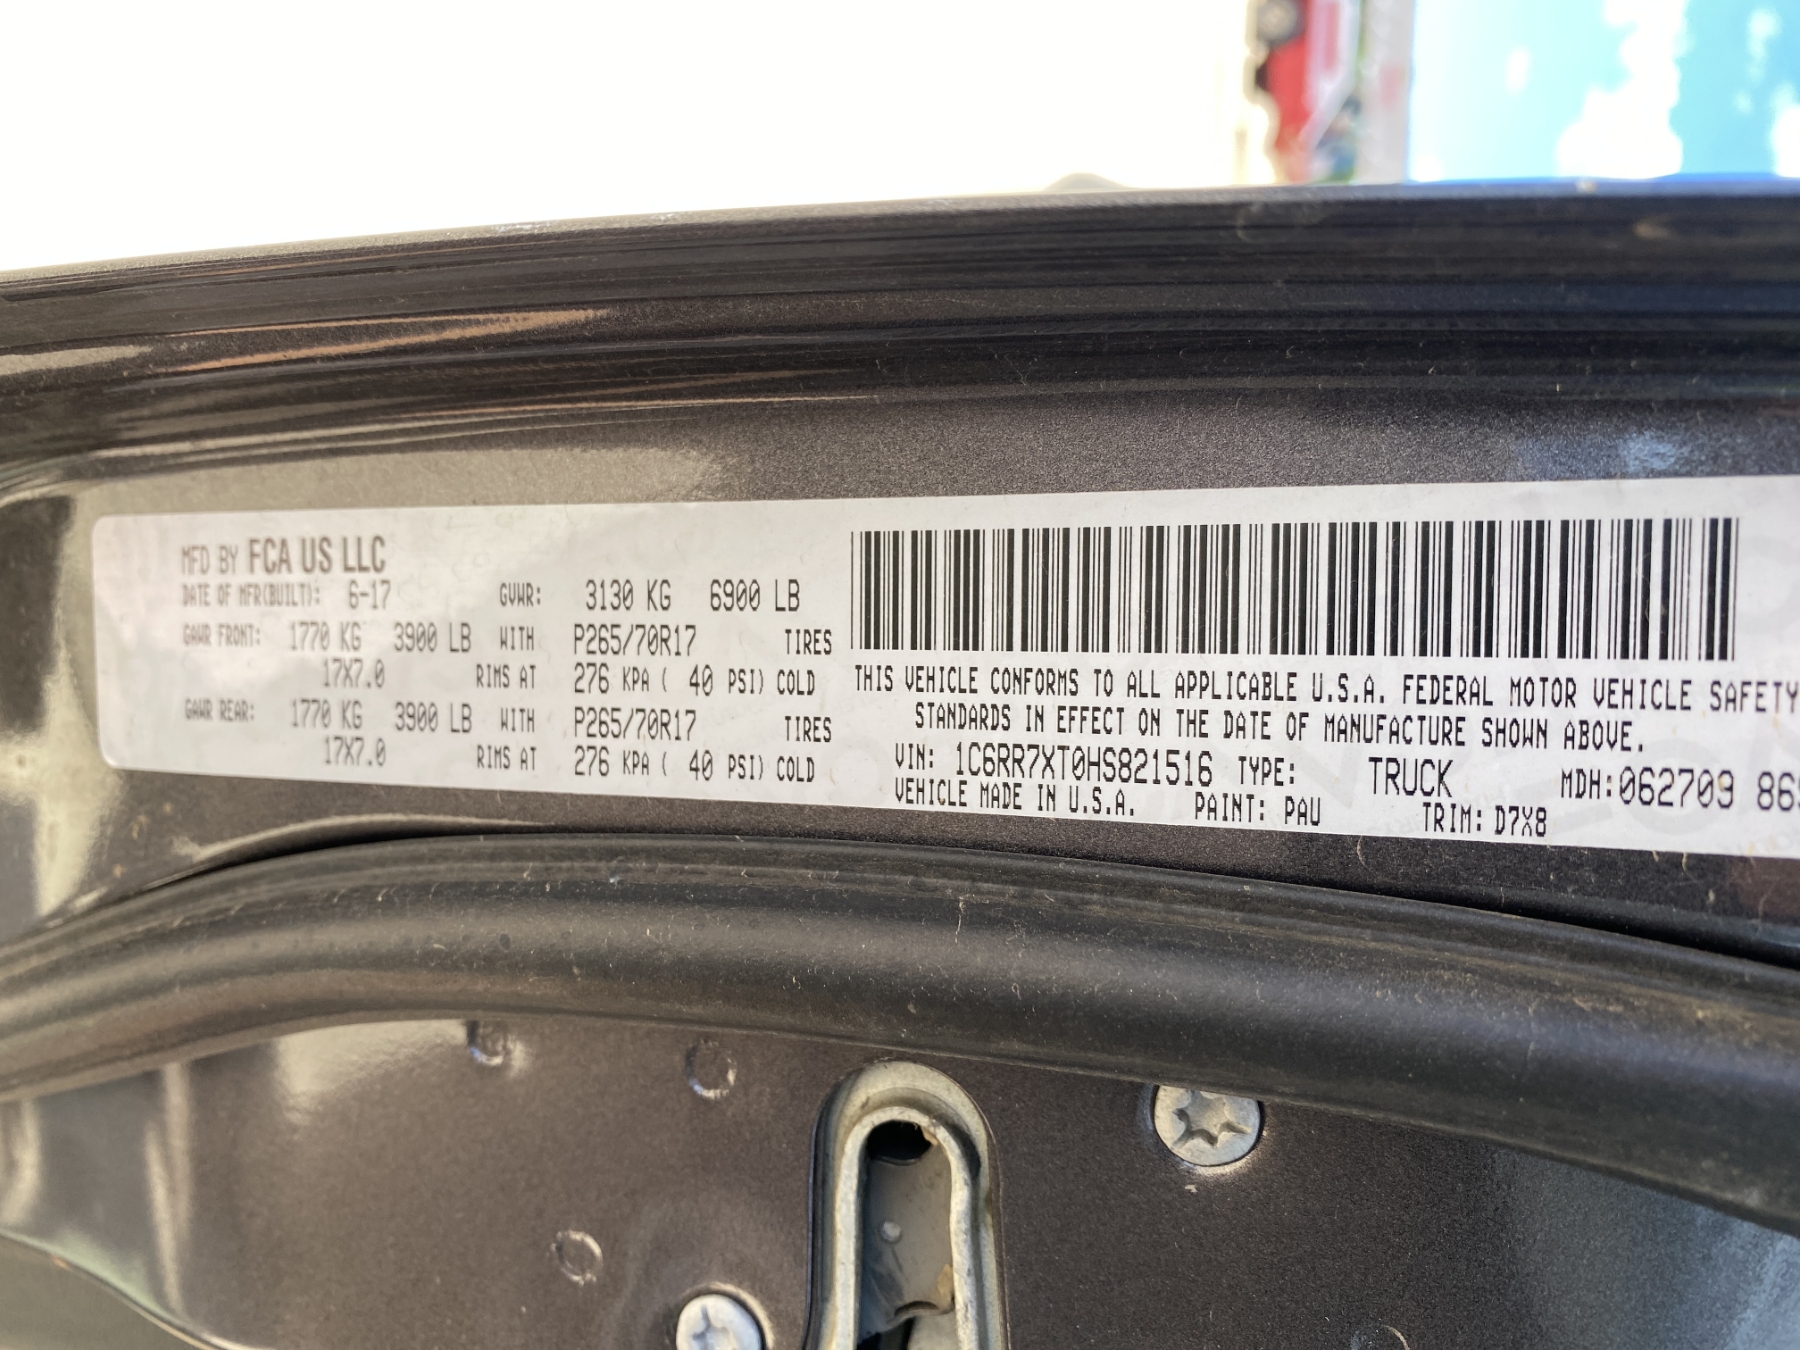 MFD BY FCA US LLC
DATE OF MFR(BUILT): 6-17 GVWR: 3130 KG 6900 LB
GAWR FRONT: 1770 KG 3900 LB WITH P265/70R17 TIRES
17X7.0 RIMS AT 276 KPA ( 40 PSI) COLD
GAWR REAR: 1770 KG 3900 LB WITH P265/70R17 TIRES
17X7.0 RIMS AT 276 KPA ( 40 PSI) COLD
THIS VEHICLE CONFORMS TO ALL APPLICABLE U.S.A. FEDERAL MOTOR VEHICLE SAFETY
STANDARDS IN EFFECT ON THE DATE OF MANUFACTURE SHOWN ABOVE.
VIN: 1C6RR7XT0HS821516 TYPE: TRUCK MDH:062709
VEHICLE MADE IN U.S.A. PAINT: PAU TRIM: D7X8